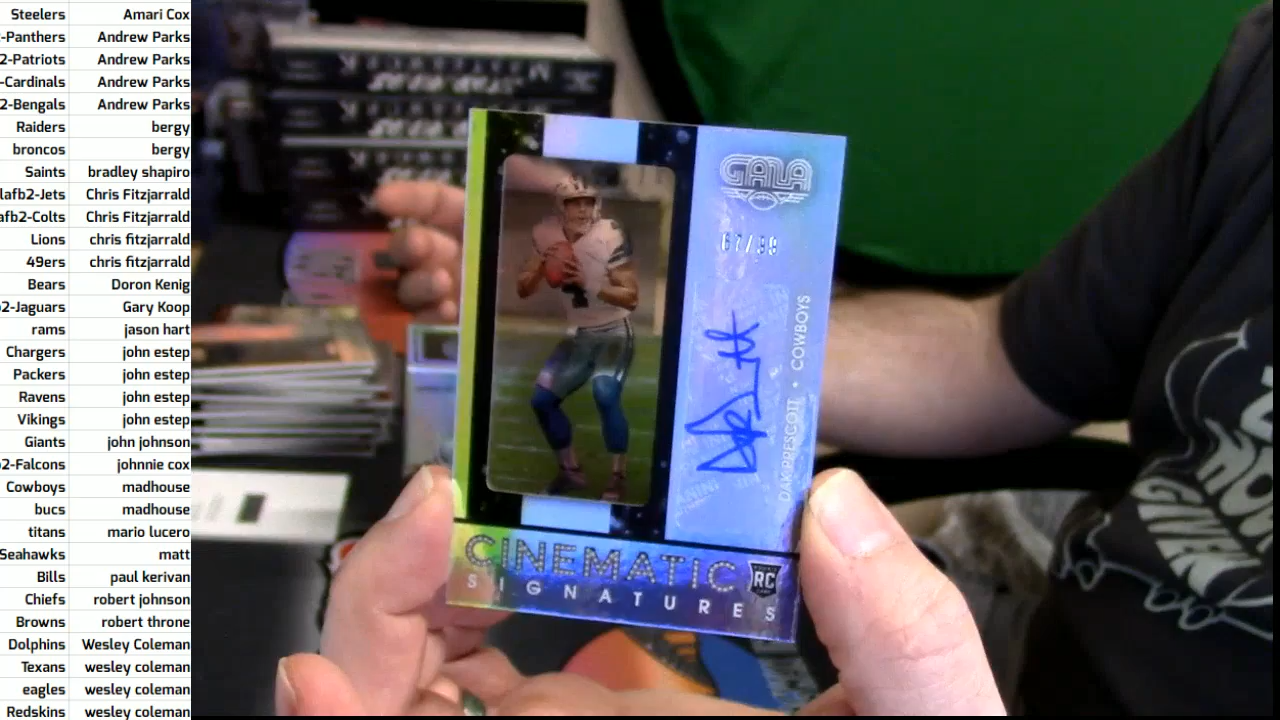 Steelers Amari Cox
-Panthers Andrew Parks
2-Patriots Andrew Parks
-Cardinals Andrew Parks
2-Bengals Andrew Parks
Raiders bergy
broncos bergy
Saints bradley shapiro
lafb2-Jets Chris Fitzjarrald
afb2-Colts Chris Fitzjarrald
Lions chris fitzjarrald
49ers chris fitzjarrald
Bears Doron Kenig
2-Jaguars Gary Koop
rams jason hart
Chargers john estep
Packers john estep
Ravens john estep
Vikings john estep
Giants john johnson
2-Falcons johnnie cox
Cowboys madhouse
bucs madhouse
titans mario lucero
Seahawks matt
Bills paul kerivan
Chiefs robert johnson
Browns robert throne
Dolphins Wesley Coleman
Texans wesley coleman
eagles wesley coleman
Redskins wesley coleman
GALA
67/99
DAK PRESCOTT • COWBOYS
CINEMATIC
SIGNATURES
RC
4